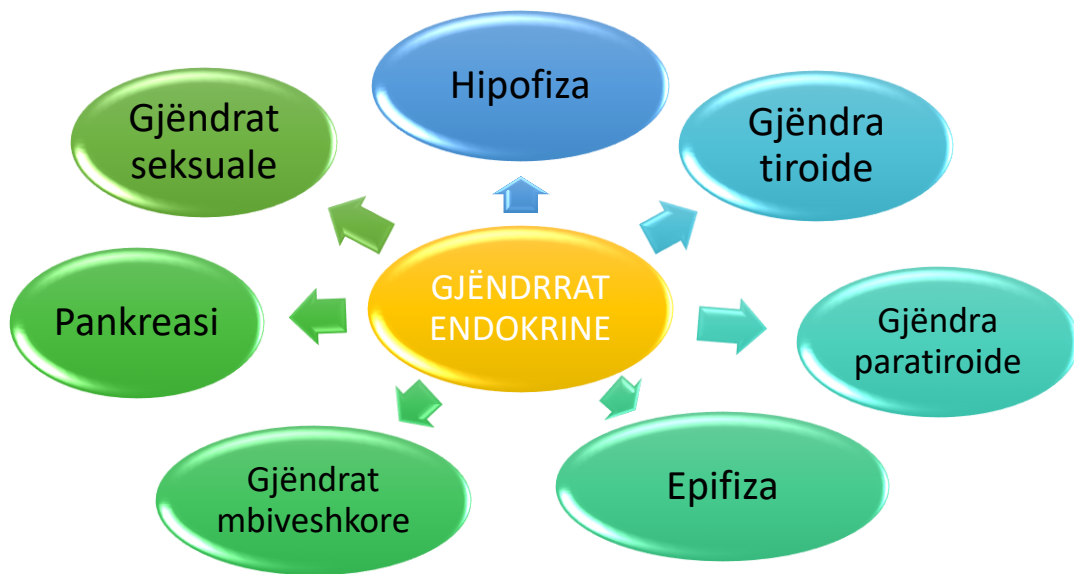 Hipofiza
Gjëndrat
seksuale
Gjëndra
tiroide
GJËNDRRAT
ENDOKRINE
Pankreasi
Gjëndra
paratiroide
Gjëndrat
mbiveshkore
Epifiza